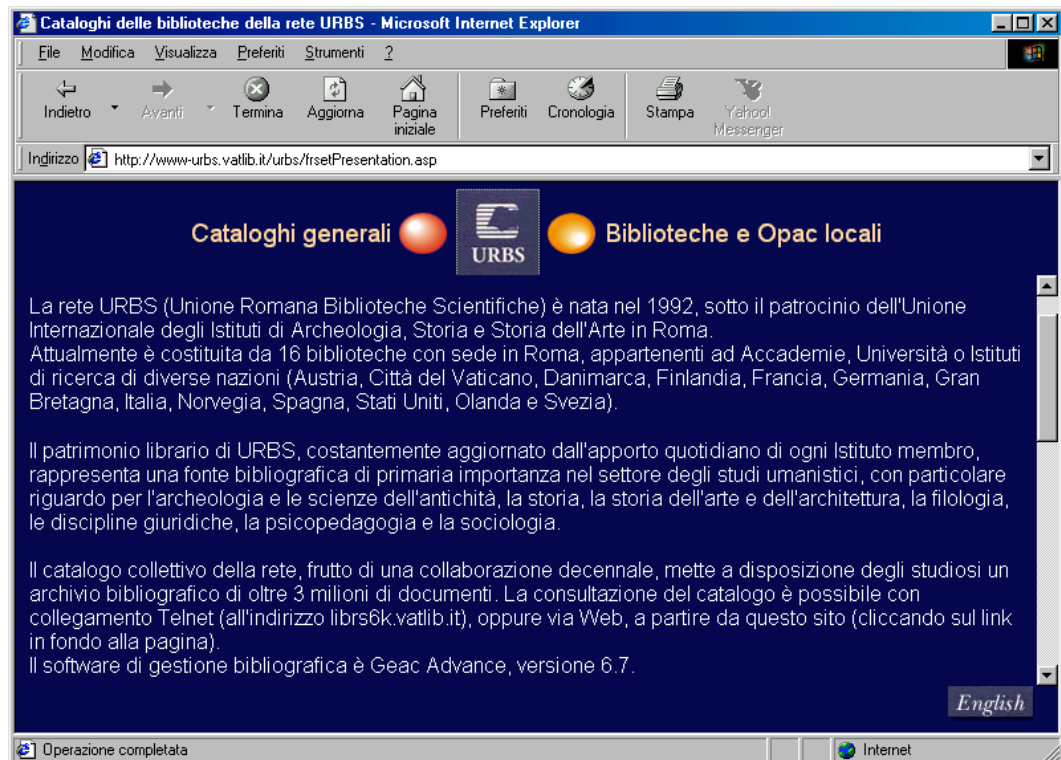 Cataloghi delle biblioteche della rete URBS - Microsoft Internet Explorer
File Modifica Visualizza Preferiti Strumenti ?
Indietro Avanti Termina Aggiorna Pagina iniziale Preferiti Cronologia Stampa Yahoo! Messenger
Indirizzo http://www-urbs.vatlib.it/urbs/frsetPresentation.asp
Cataloghi generali URBS Biblioteche e Opac locali
La rete URBS (Unione Romana Biblioteche Scientifiche) è nata nel 1992, sotto il patrocinio dell'Unione
Internazionale degli Istituti di Archeologia, Storia e Storia dell'Arte in Roma.
Attualmente è costituita da 16 biblioteche con sede in Roma, appartenenti ad Accademie, Università o Istituti
di ricerca di diverse nazioni (Austria, Città del Vaticano, Danimarca, Finlandia, Francia, Germania, Gran
Bretagna, Italia, Norvegia, Spagna, Stati Uniti, Olanda e Svezia).
Il patrimonio librario di URBS, costantemente aggiornato dall'apporto quotidiano di ogni Istituto membro,
rappresenta una fonte bibliografica di primaria importanza nel settore degli studi umanistici, con particolare
riguardo per l'archeologia e le scienze dell'antichità, la storia, la storia dell'arte e dell'architettura, la filologia,
le discipline giuridiche, la psicopedagogia e la sociologia.
Il catalogo collettivo della rete, frutto di una collaborazione decennale, mette a disposizione degli studiosi un
archivio bibliografico di oltre 3 milioni di documenti. La consultazione del catalogo è possibile con
collegamento Telnet (all'indirizzo librs6k.vatlib.it), oppure via Web, a partire da questo sito (cliccando sul link
in fondo alla pagina).
Il software di gestione bibliografica è Geac Advance, versione 6.7.
English
Operazione completata Internet